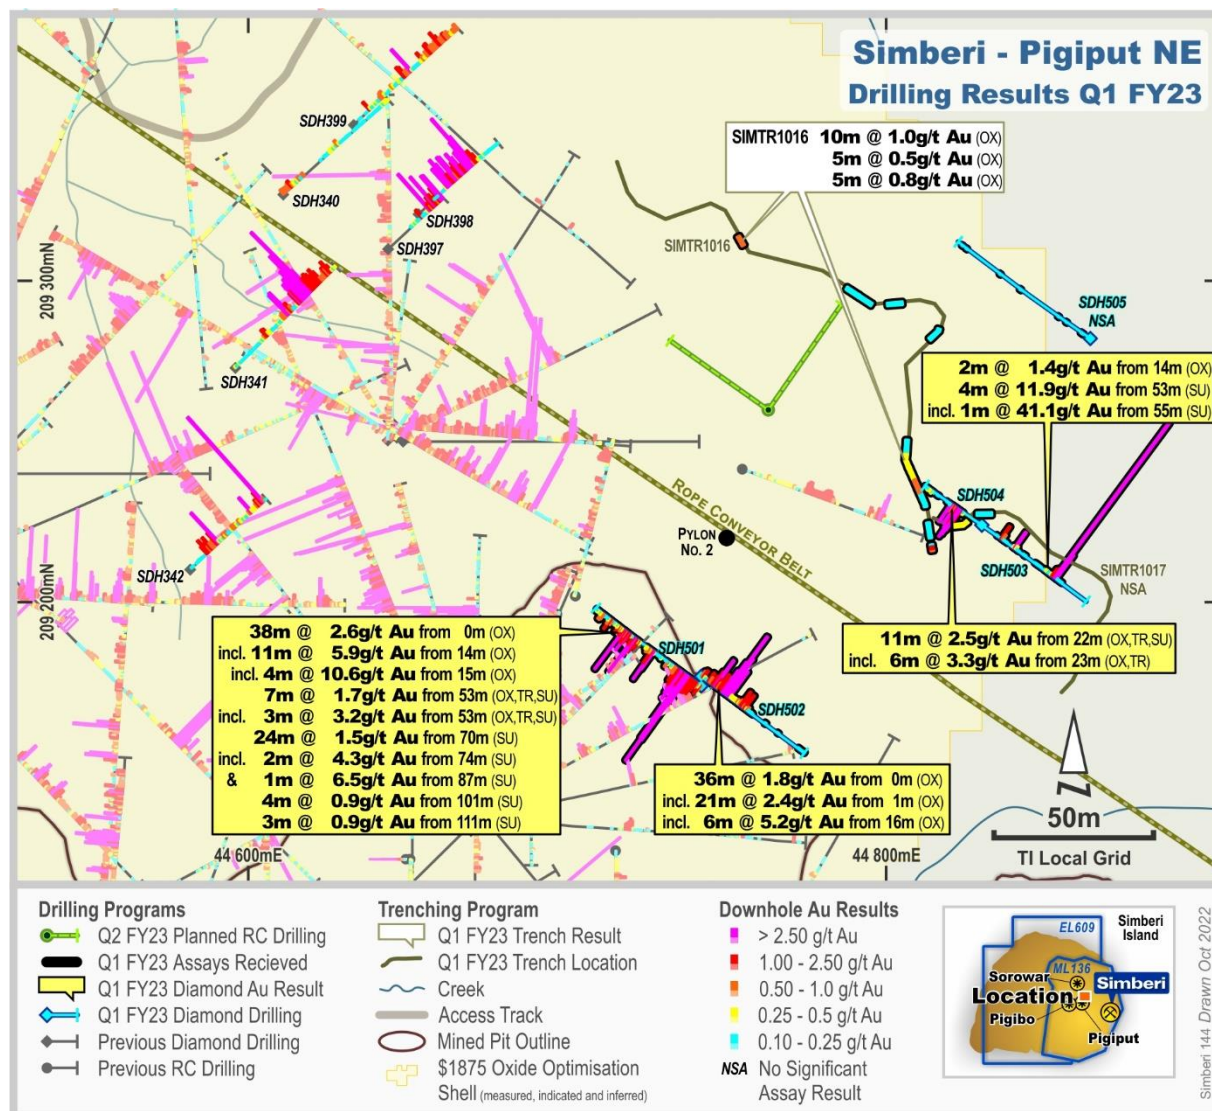 Simberi - Pigiput NE
Drilling Results Q1 FY23
SIMTR1016 10m @ 1.0g/t Au (OX)
5m @ 0.5g/t Au (OX)
5m @ 0.8g/t Au (OX)
SDH399
SDH340
SDH398
SDH397
SIMTR1016
209 300mN
SDH505
NSA
SDH341
2m @ 1.4g/t Au from 14m (OX)
4m @ 11.9g/t Au from 53m (SU)
incl. 1m @ 41.1g/t Au from 55m (SU)
ROPE CONVEYOR BELT
PYLON
No. 2
SDH504
SDH503
SIMTR1017
NSA
SDH342
209 200mN
38m @ 2.6g/t Au from 0m (OX)
incl. 11m @ 5.9g/t Au from 14m (OX)
incl. 4m @ 10.6g/t Au from 15m (OX)
7m @ 1.7g/t Au from 53m (OX,TR,SU)
incl. 3m @ 3.2g/t Au from 53m (OX,TR,SU)
24m @ 1.5g/t Au from 70m (SU)
incl. 2m @ 4.3g/t Au from 74m (SU)
& 1m @ 6.5g/t Au from 87m (SU)
4m @ 0.9g/t Au from 101m (SU)
3m @ 0.9g/t Au from 111m (SU)
SDH501
SDH502
11m @ 2.5g/t Au from 22m (OX,TR,SU)
incl. 6m @ 3.3g/t Au from 23m (OX,TR)
36m @ 1.8g/t Au from 0m (OX)
incl. 21m @ 2.4g/t Au from 1m (OX)
incl. 6m @ 5.2g/t Au from 16m (OX)
N
50m
TI Local Grid
44 600mE
44 800mE
Drilling Programs
Q2 FY23 Planned RC Drilling
Q1 FY23 Assays Recieved
Q1 FY23 Diamond Au Result
Q1 FY23 Diamond Drilling
Previous Diamond Drilling
Previous RC Drilling
Trenching Program
Q1 FY23 Trench Result
Q1 FY23 Trench Location
Creek
Access Track
Mined Pit Outline
$1875 Oxide Optimisation
Shell (measured, indicated and inferred)
Downhole Au Results
> 2.50 g/t Au
1.00 - 2.50 g/t Au
0.50 - 1.0 g/t Au
0.25 - 0.5 g/t Au
0.10 - 0.25 g/t Au
NSA No Significant
Assay Result
EL609
Simberi
Island
ML136
Sorowar
Simberi
Location
Pigibo
Pigiput
Simberi 144 Drawn Oct 2022